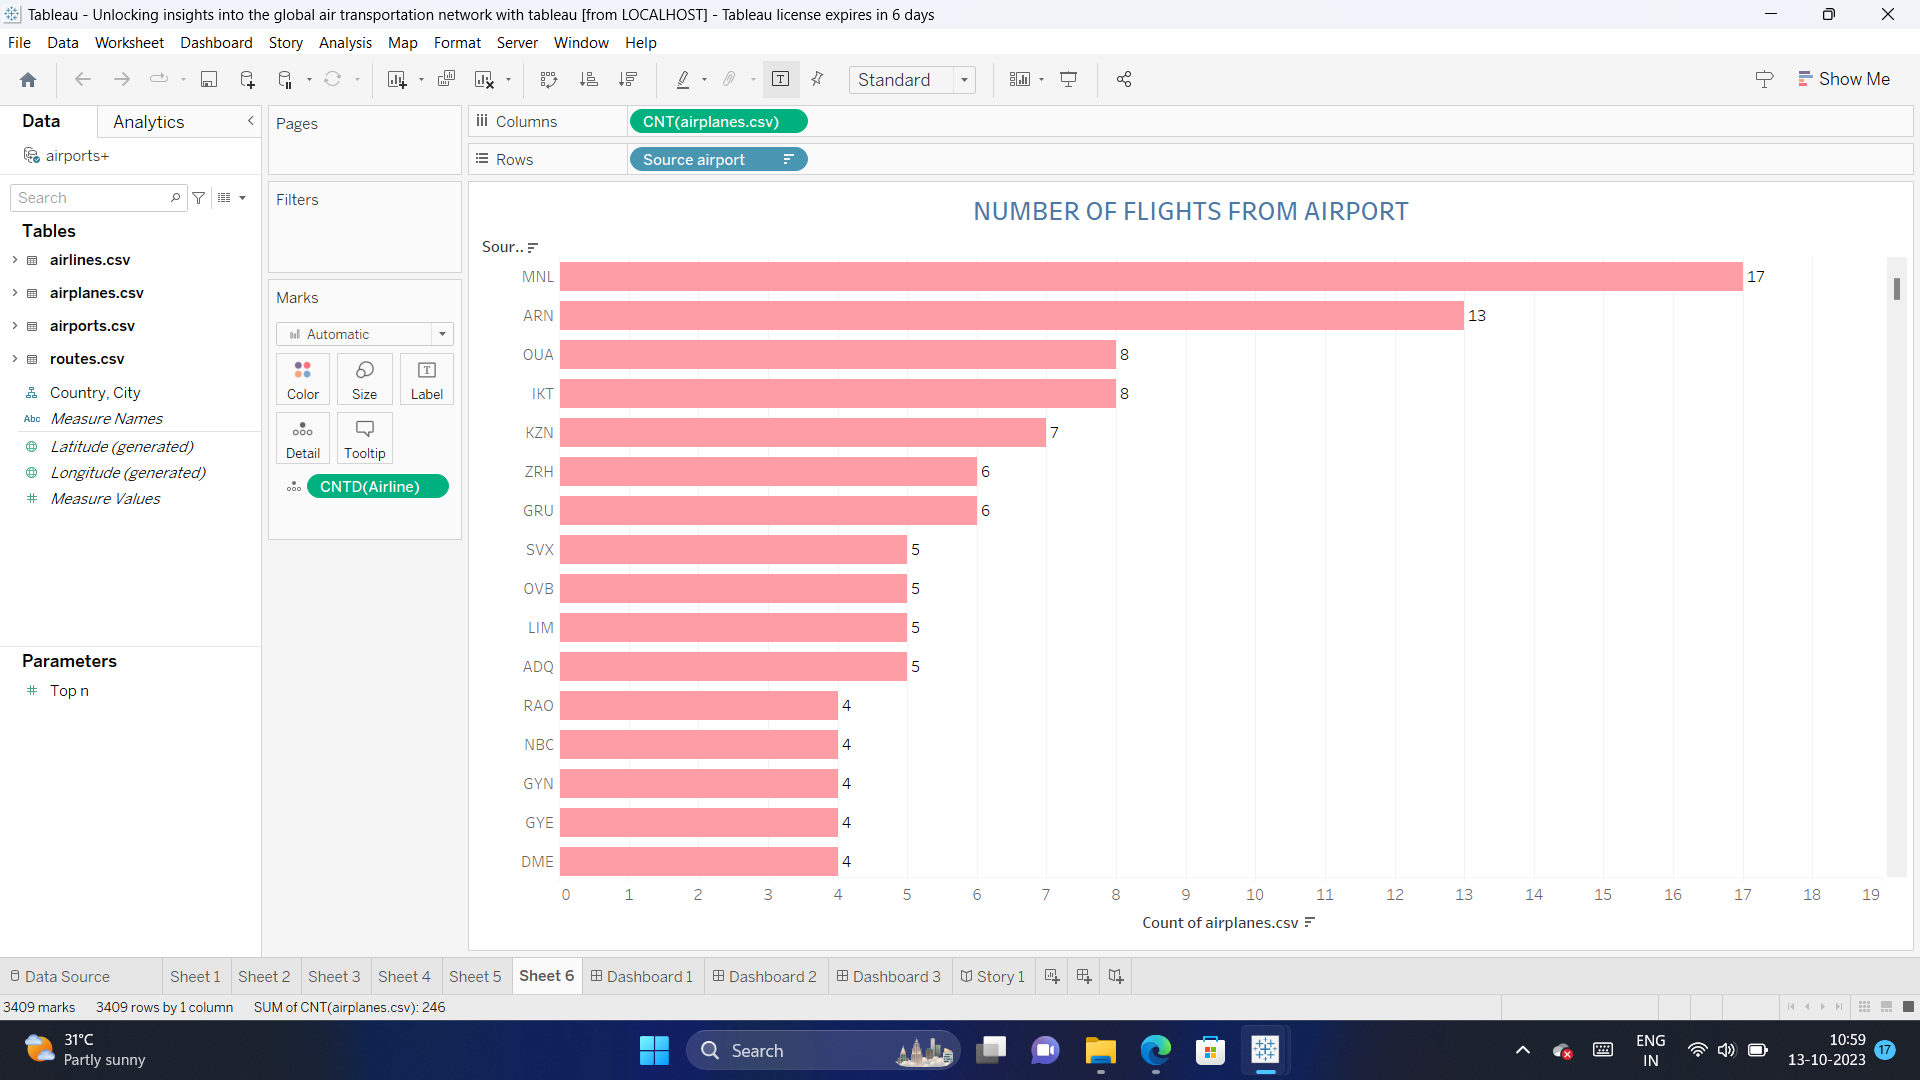 Tableau - Unlocking insights into the global air transportation network with tableau [from LOCALHOST] - Tableau license expires in 6 days
File Data Worksheet Dashboard Story Analysis Map Format Server Window Help
Standard
Show Me
Data
Analytics
airports+
Search
Tables
airlines.csv
airplanes.csv
airports.csv
routes.csv
Country, City
Abc Measure Names
Latitude (generated)
Longitude (generated)
# Measure Values
Parameters
# Top n
Pages
Filters
Marks
Automatic
Color
Size
Label
Detail
Tooltip
CNTD(Airline)
Columns
CNT(airplanes.csv)
Rows
Source airport
NUMBER OF FLIGHTS FROM AIRPORT
Sour..
MNL 17
ARN 13
OUA 8
IKT 8
KZN 7
ZRH 6
GRU 6
SVX 5
OVB 5
LIM 5
ADQ 5
RAO 4
NBC 4
GYN 4
GYE 4
DME 4
0 1 2 3 4 5 6 7 8 9 10 11 12 13 14 15 16 17 18 19
Count of airplanes.csv
Data Source Sheet 1 Sheet 2 Sheet 3 Sheet 4 Sheet 5 Sheet 6 Dashboard 1 Dashboard 2 Dashboard 3 Story 1
3409 marks 3409 rows by 1 column SUM of CNT(airplanes.csv): 246
31°C
Partly sunny
Search
ENG
IN
10:59
13-10-2023
17